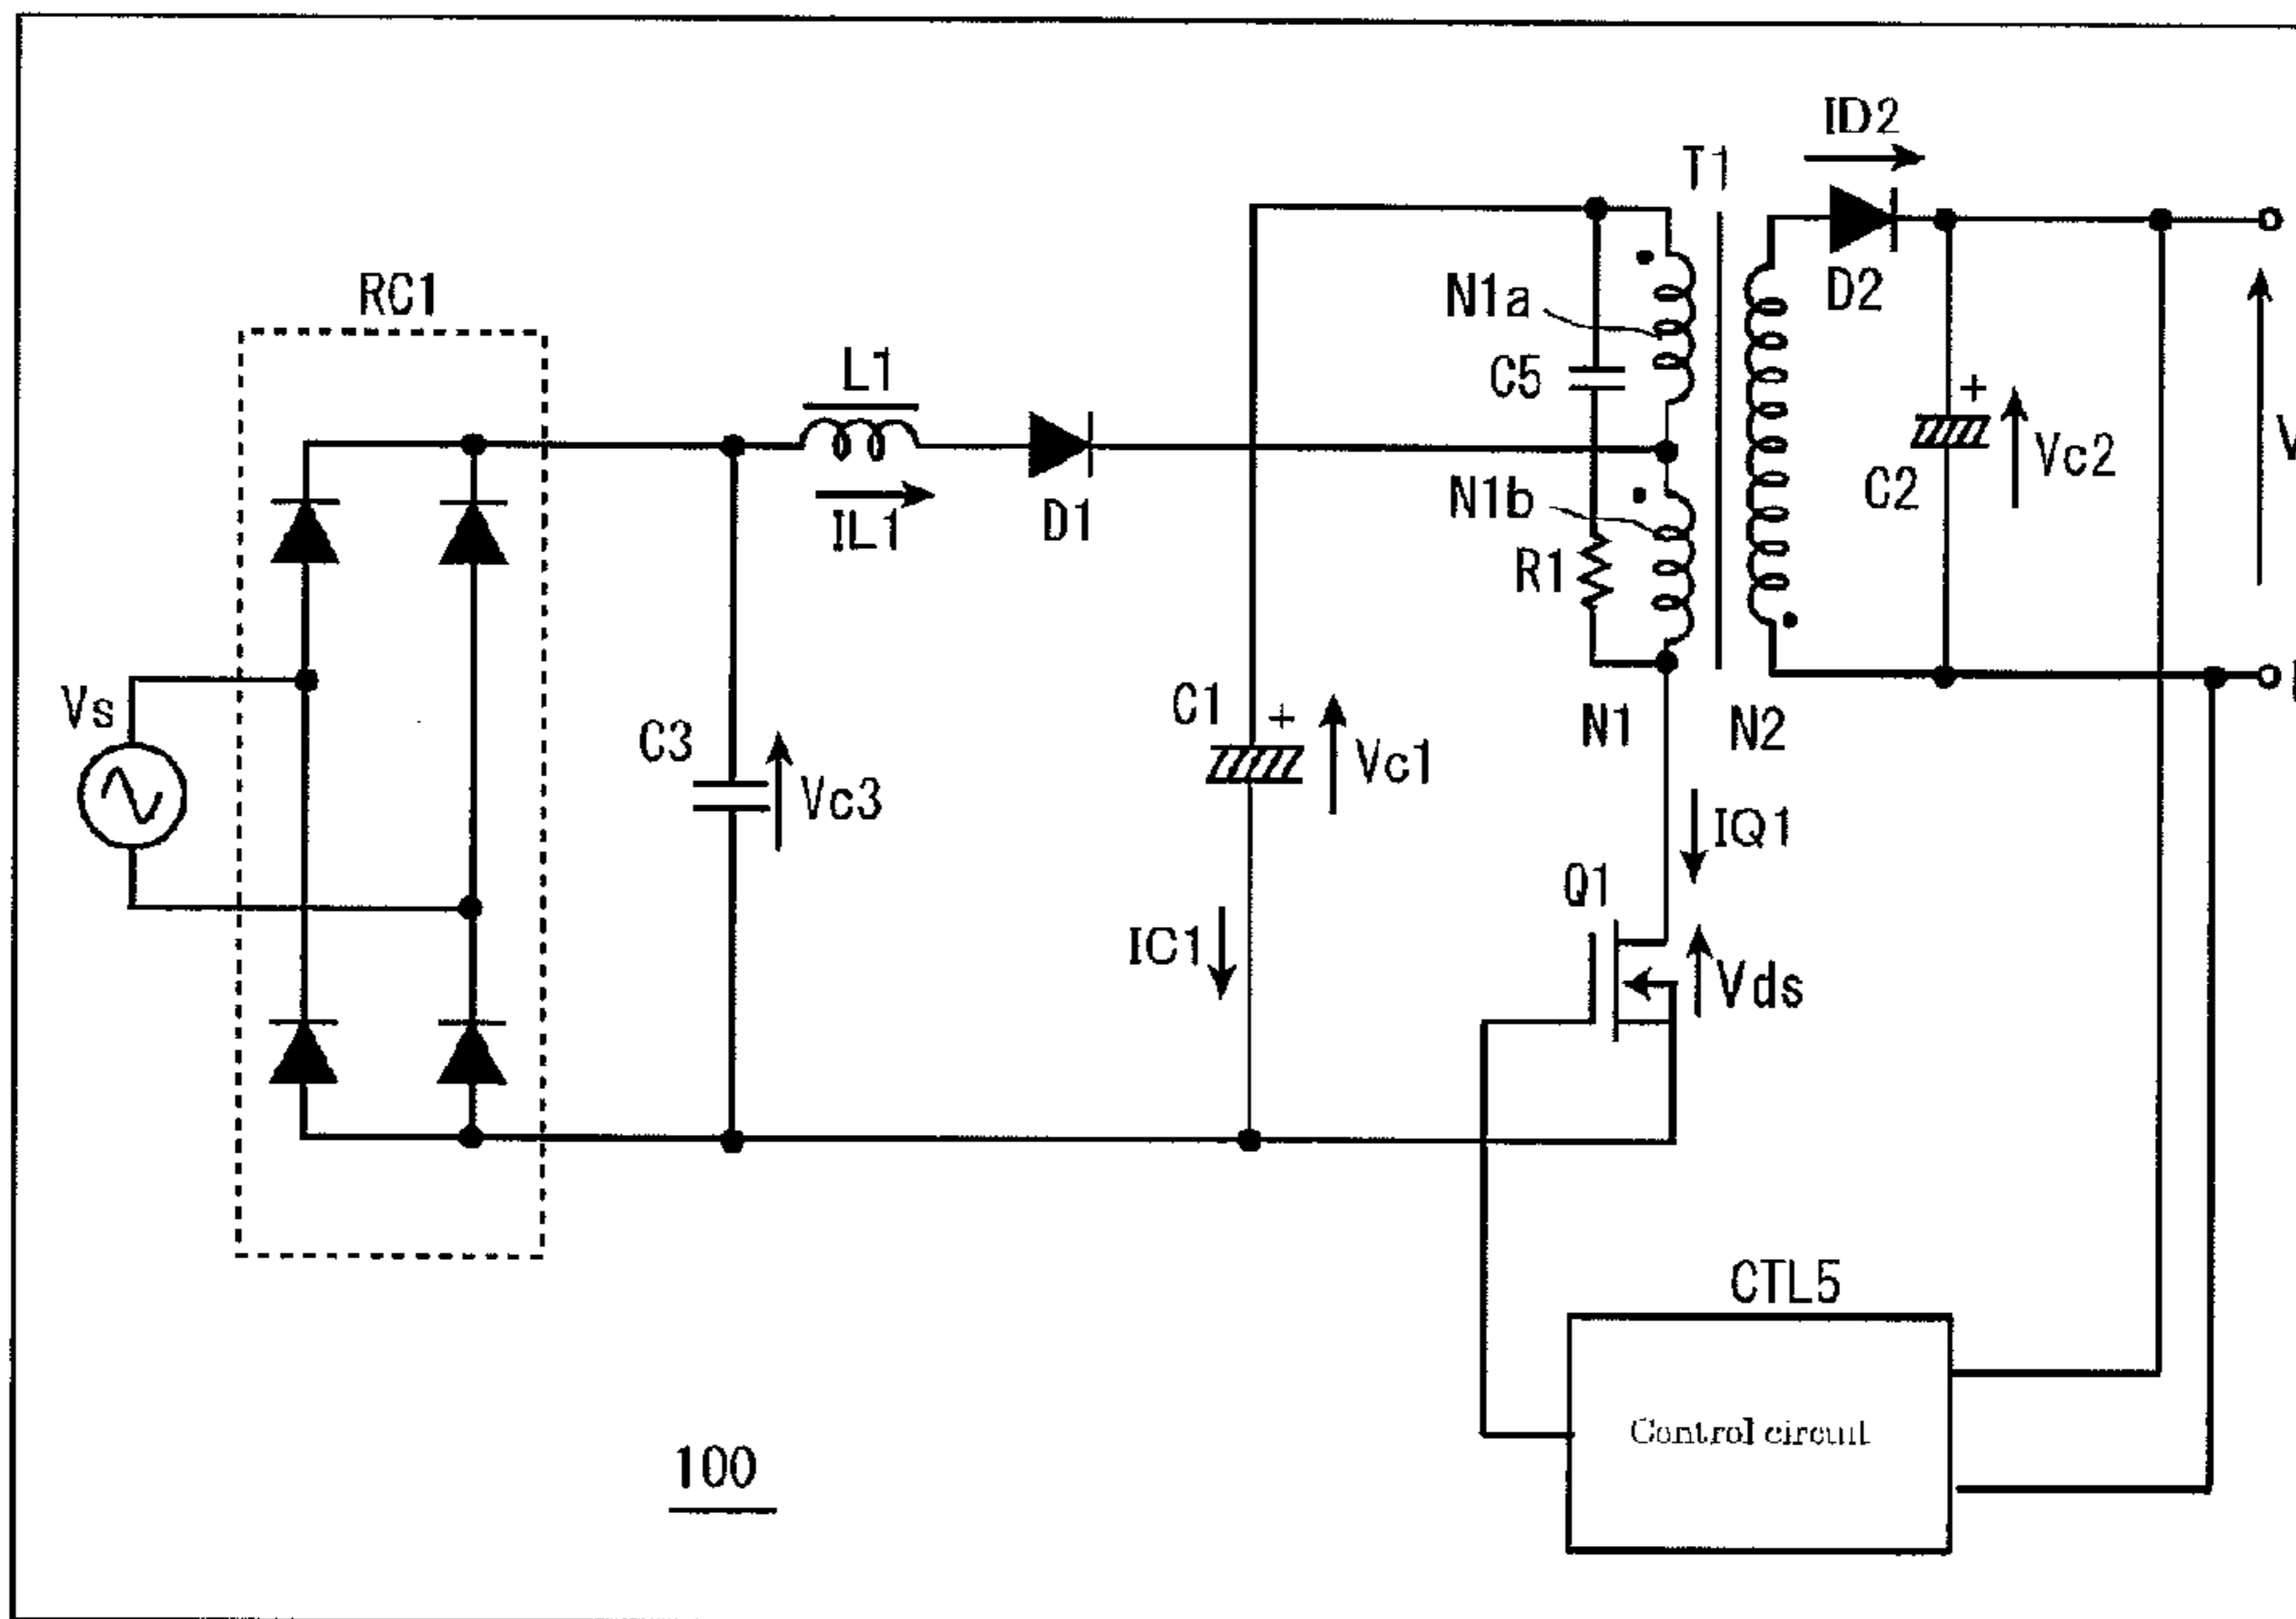 ID2
T1
RC1
N1a
D2
L1
C5
+
Vc2
C2
IL1
D1
N1b
R1
Vs
C1
+
Vc1
N1
N2
C3
Vc3
IQ1
Q1
IC1
Vds
CTL5
Control circuit
100